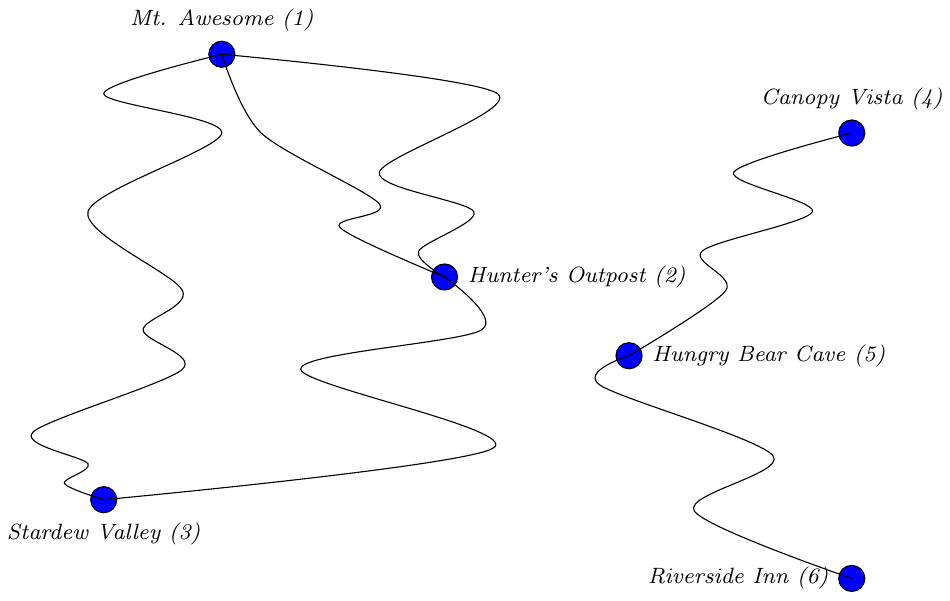 Mt. Awesome (1)
Canopy Vista (4)
Hunter's Outpost (2)
Hungry Bear Cave (5)
Stardew Valley (3)
Riverside Inn (6)